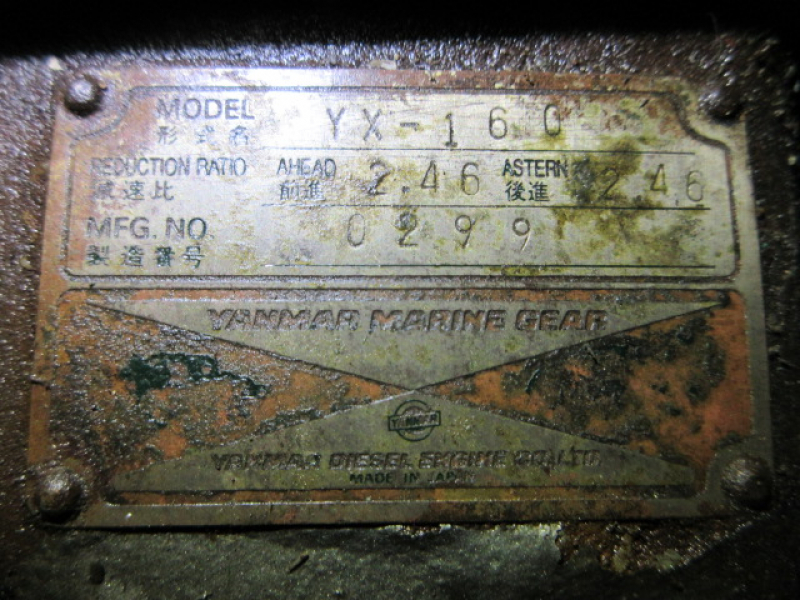 MODEL YX-160
形式名
REDUCTION RATIO AHEAD 2.46 ASTERN 2.46
減速比 前進 後進
MFG. NO. 0299
製造番号
YANMAR MARINE GEAR
YANMAR
YANMAR DIESEL ENGINE CO., LTD.
MADE IN JAPAN